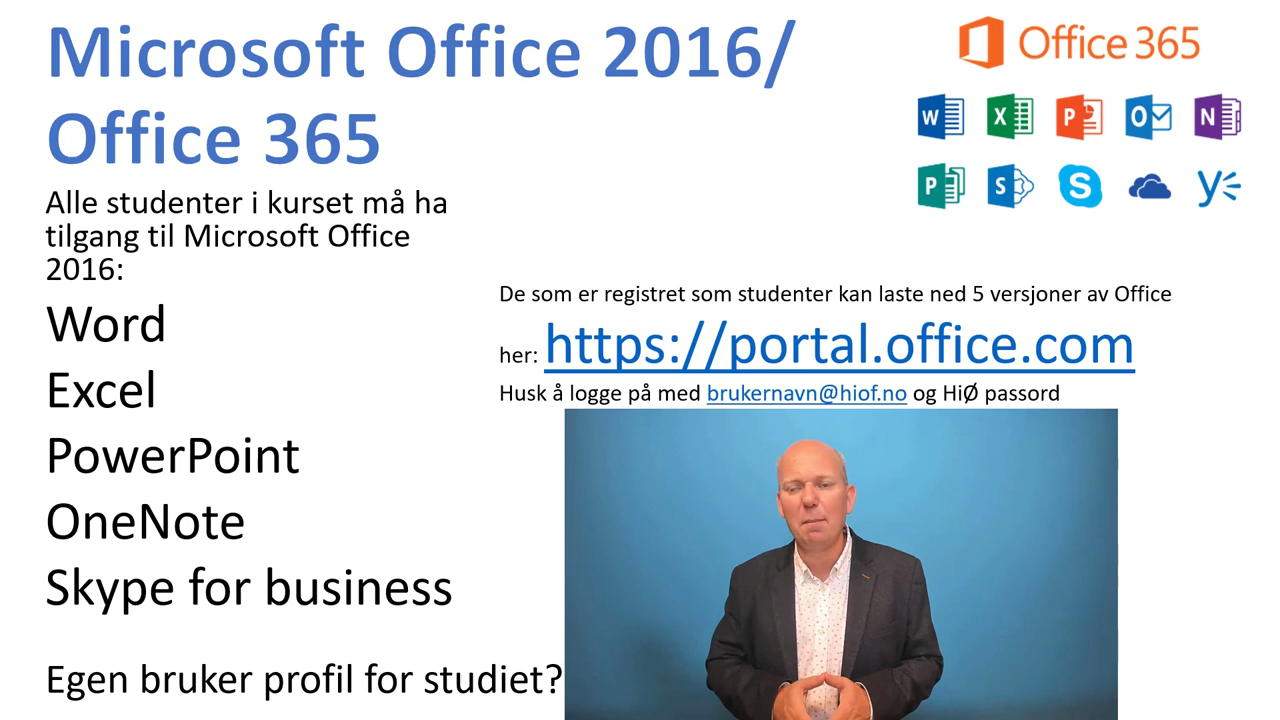 Microsoft Office 2016/
Office 365
Office 365
W
X
P
O
N
P
S
S
y
Alle studenter i kurset må ha
tilgang til Microsoft Office
2016:
Word
Excel
PowerPoint
OneNote
Skype for business
Egen bruker profil for studiet?
De som er registret som studenter kan laste ned 5 versjoner av Office
her: https://portal.office.com
Husk å logge på med brukernavn@hiof.no og HiØ passord